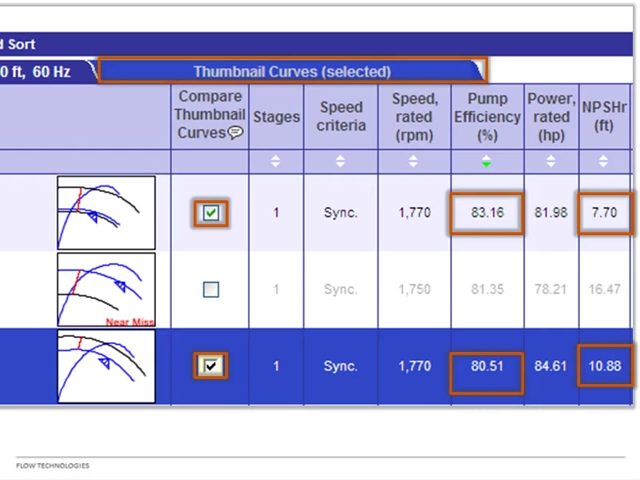 d Sort
0 ft, 60 Hz Thumbnail Curves (selected)
Compare Thumbnail Curves
Stages
Speed criteria
Speed, rated (rpm)
Pump Efficiency (%)
Power, rated (hp)
NPSHr (ft)
1 Sync. 1,770 83.16 81.98 7.70
1 Sync. 1,750 81.35 78.21 16.47
Near Miss
1 Sync. 1,770 80.51 84.61 10.88
FLOW TECHNOLOGIES